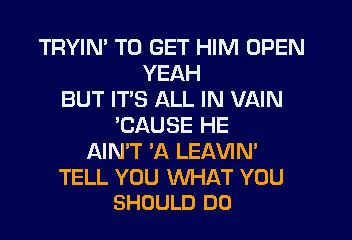 TRYIN' TO GET HIM OPEN
YEAH
BUT IT'S ALL IN VAIN
'CAUSE HE
AIN'T 'A LEAVIN'
TELL YOU WHAT YOU
SHOULD DO